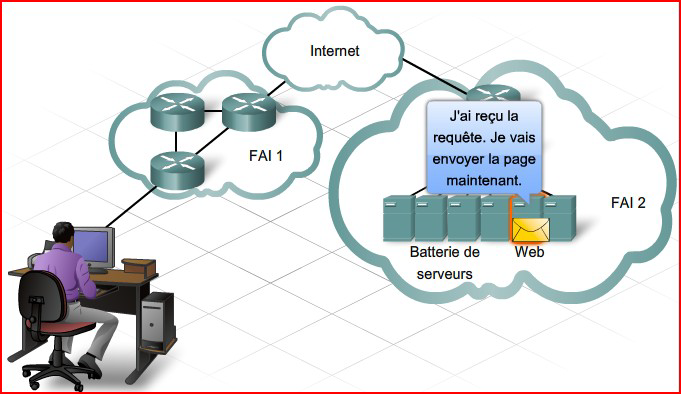 Internet
FAI 1
J'ai reçu la
requête. Je vais
envoyer la page
maintenant.
FAI 2
Batterie de
serveurs
Web